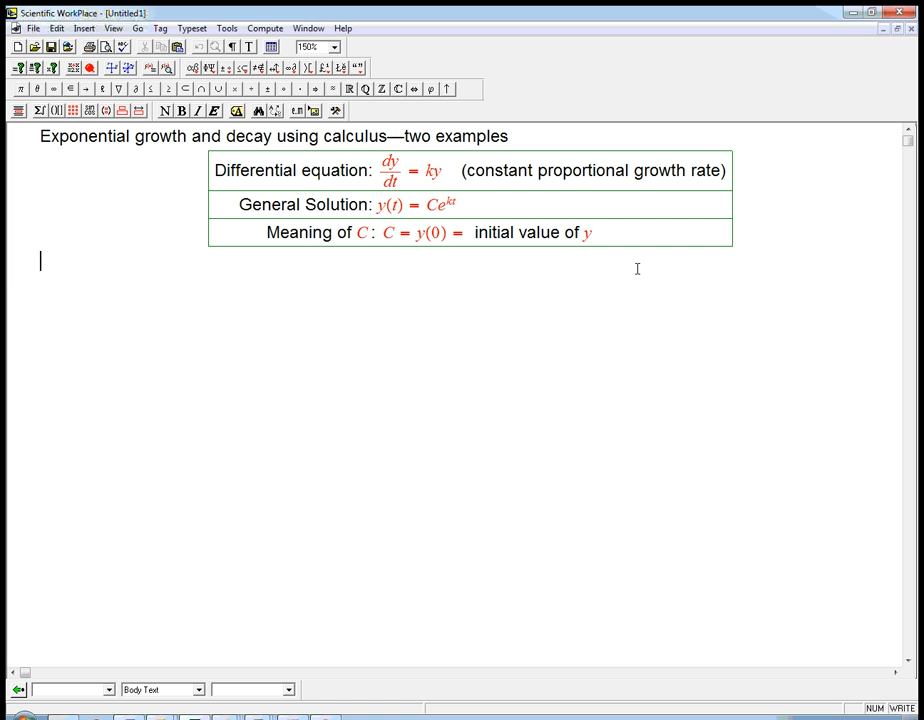 Scientific WorkPlace - [Untitled1]
File Edit Insert View Go Tag Typeset Tools Compute Window Help
150%
Exponential growth and decay using calculus—two examples
Differential equation: dy/dt = ky (constant proportional growth rate)
General Solution: y(t) = Ce^{kt}
Meaning of C: C = y(0) = initial value of y
Body Text
NUM WRITE